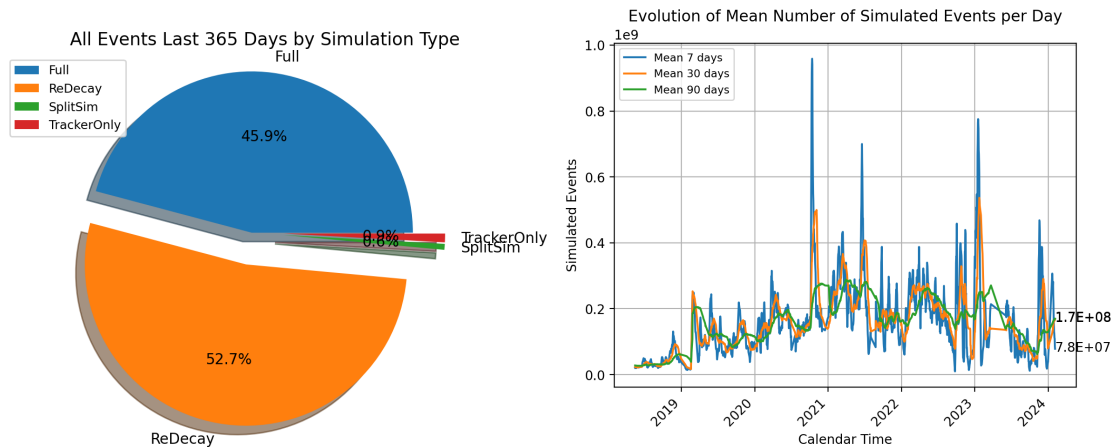 All Events Last 365 Days by Simulation Type
Full
ReDecay
SplitSim
TrackerOnly
Full
45.9%
0.9%
0.6%
TrackerOnly
SplitSim
52.7%
ReDecay
Evolution of Mean Number of Simulated Events per Day
1e9
Mean 7 days
Mean 30 days
Mean 90 days
1.0
0.8
0.6
0.4
0.2
0.0
Simulated Events
1.7E+08
7.8E+07
2019
2020
2021
2022
2023
2024
Calendar Time